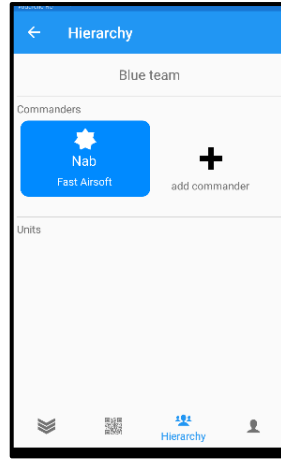 Hierarchy
Blue team
Commanders
Nab
Fast Airsoft
add commander
Units
Hierarchy